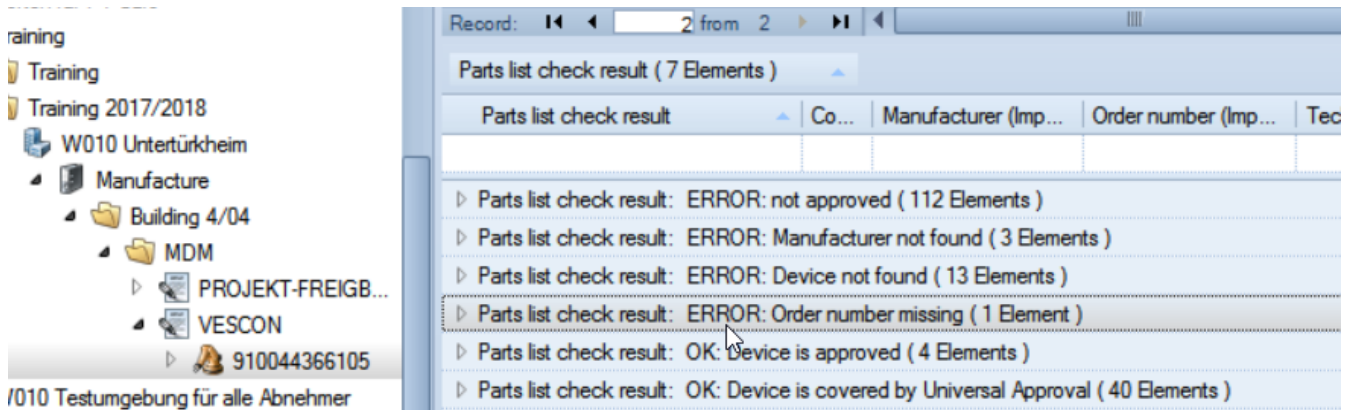 raining
Training
Training 2017/2018
W010 Untertürkheim
Manufacture
Building 4/04
MDM
PROJEKT-FREIGB...
VESCON
910044366105
010 Testumgebung für alle Abnehmer
Record: 2 from 2
Parts list check result ( 7 Elements )
Parts list check result Co... Manufacturer (Imp... Order number (Imp... Tec
Parts list check result: ERROR: not approved ( 112 Elements )
Parts list check result: ERROR: Manufacturer not found ( 3 Elements )
Parts list check result: ERROR: Device not found ( 13 Elements )
Parts list check result: ERROR: Order number missing ( 1 Element )
Parts list check result: OK: Device is approved ( 4 Elements )
Parts list check result: OK: Device is covered by Universal Approval ( 40 Elements )